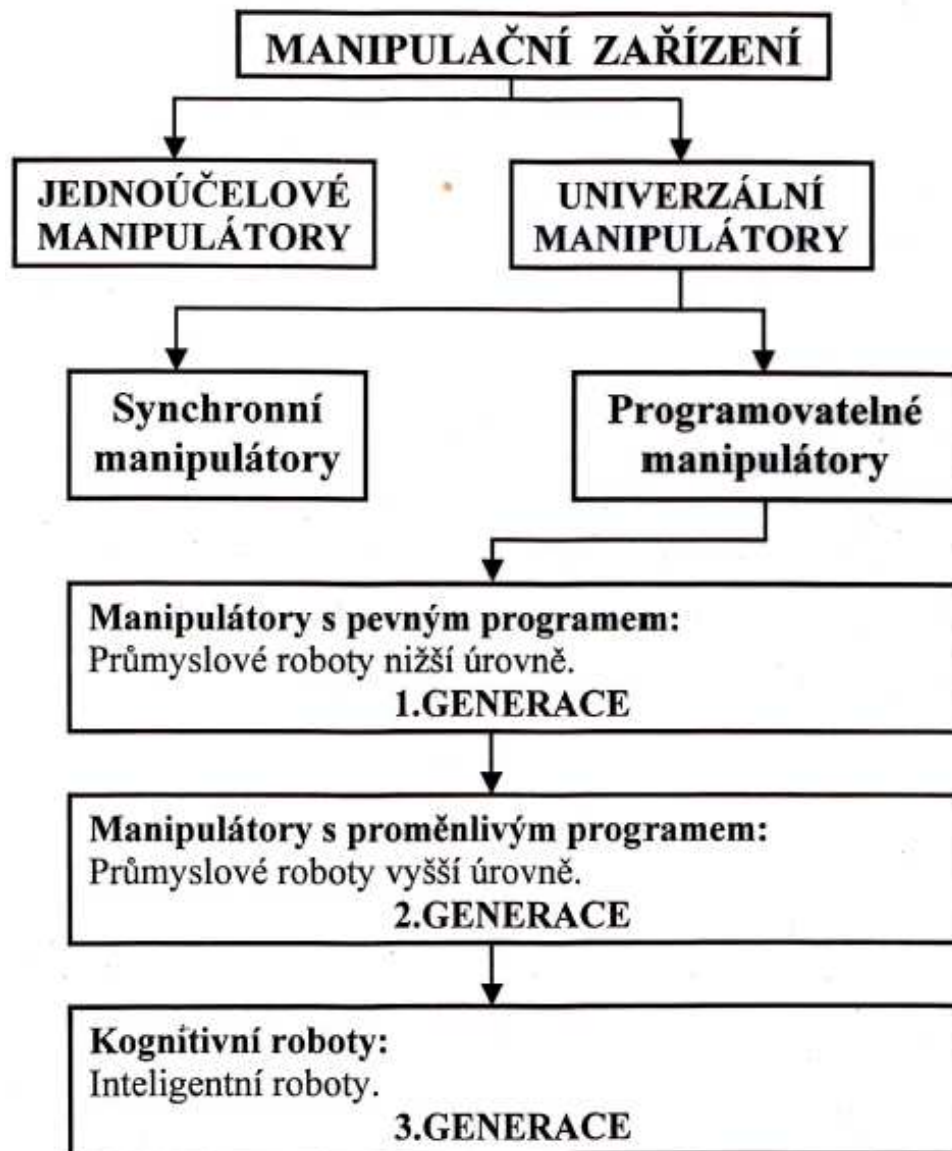 MANIPULAČNÍ ZAŘÍZENÍ
JEDNOÚČELOVÉ
MANIPULÁTORY
UNIVERZÁLNÍ
MANIPULÁTORY
Synchronní
manipulátory
Programovatelné
manipulátory
Manipulátory s pevným programem:
Průmyslové roboty nižší úrovně.
1.GENERACE
Manipulátory s proměnlivým programem:
Průmyslové roboty vyšší úrovně.
2.GENERACE
Kognitivní roboty:
Inteligentní roboty.
3.GENERACE